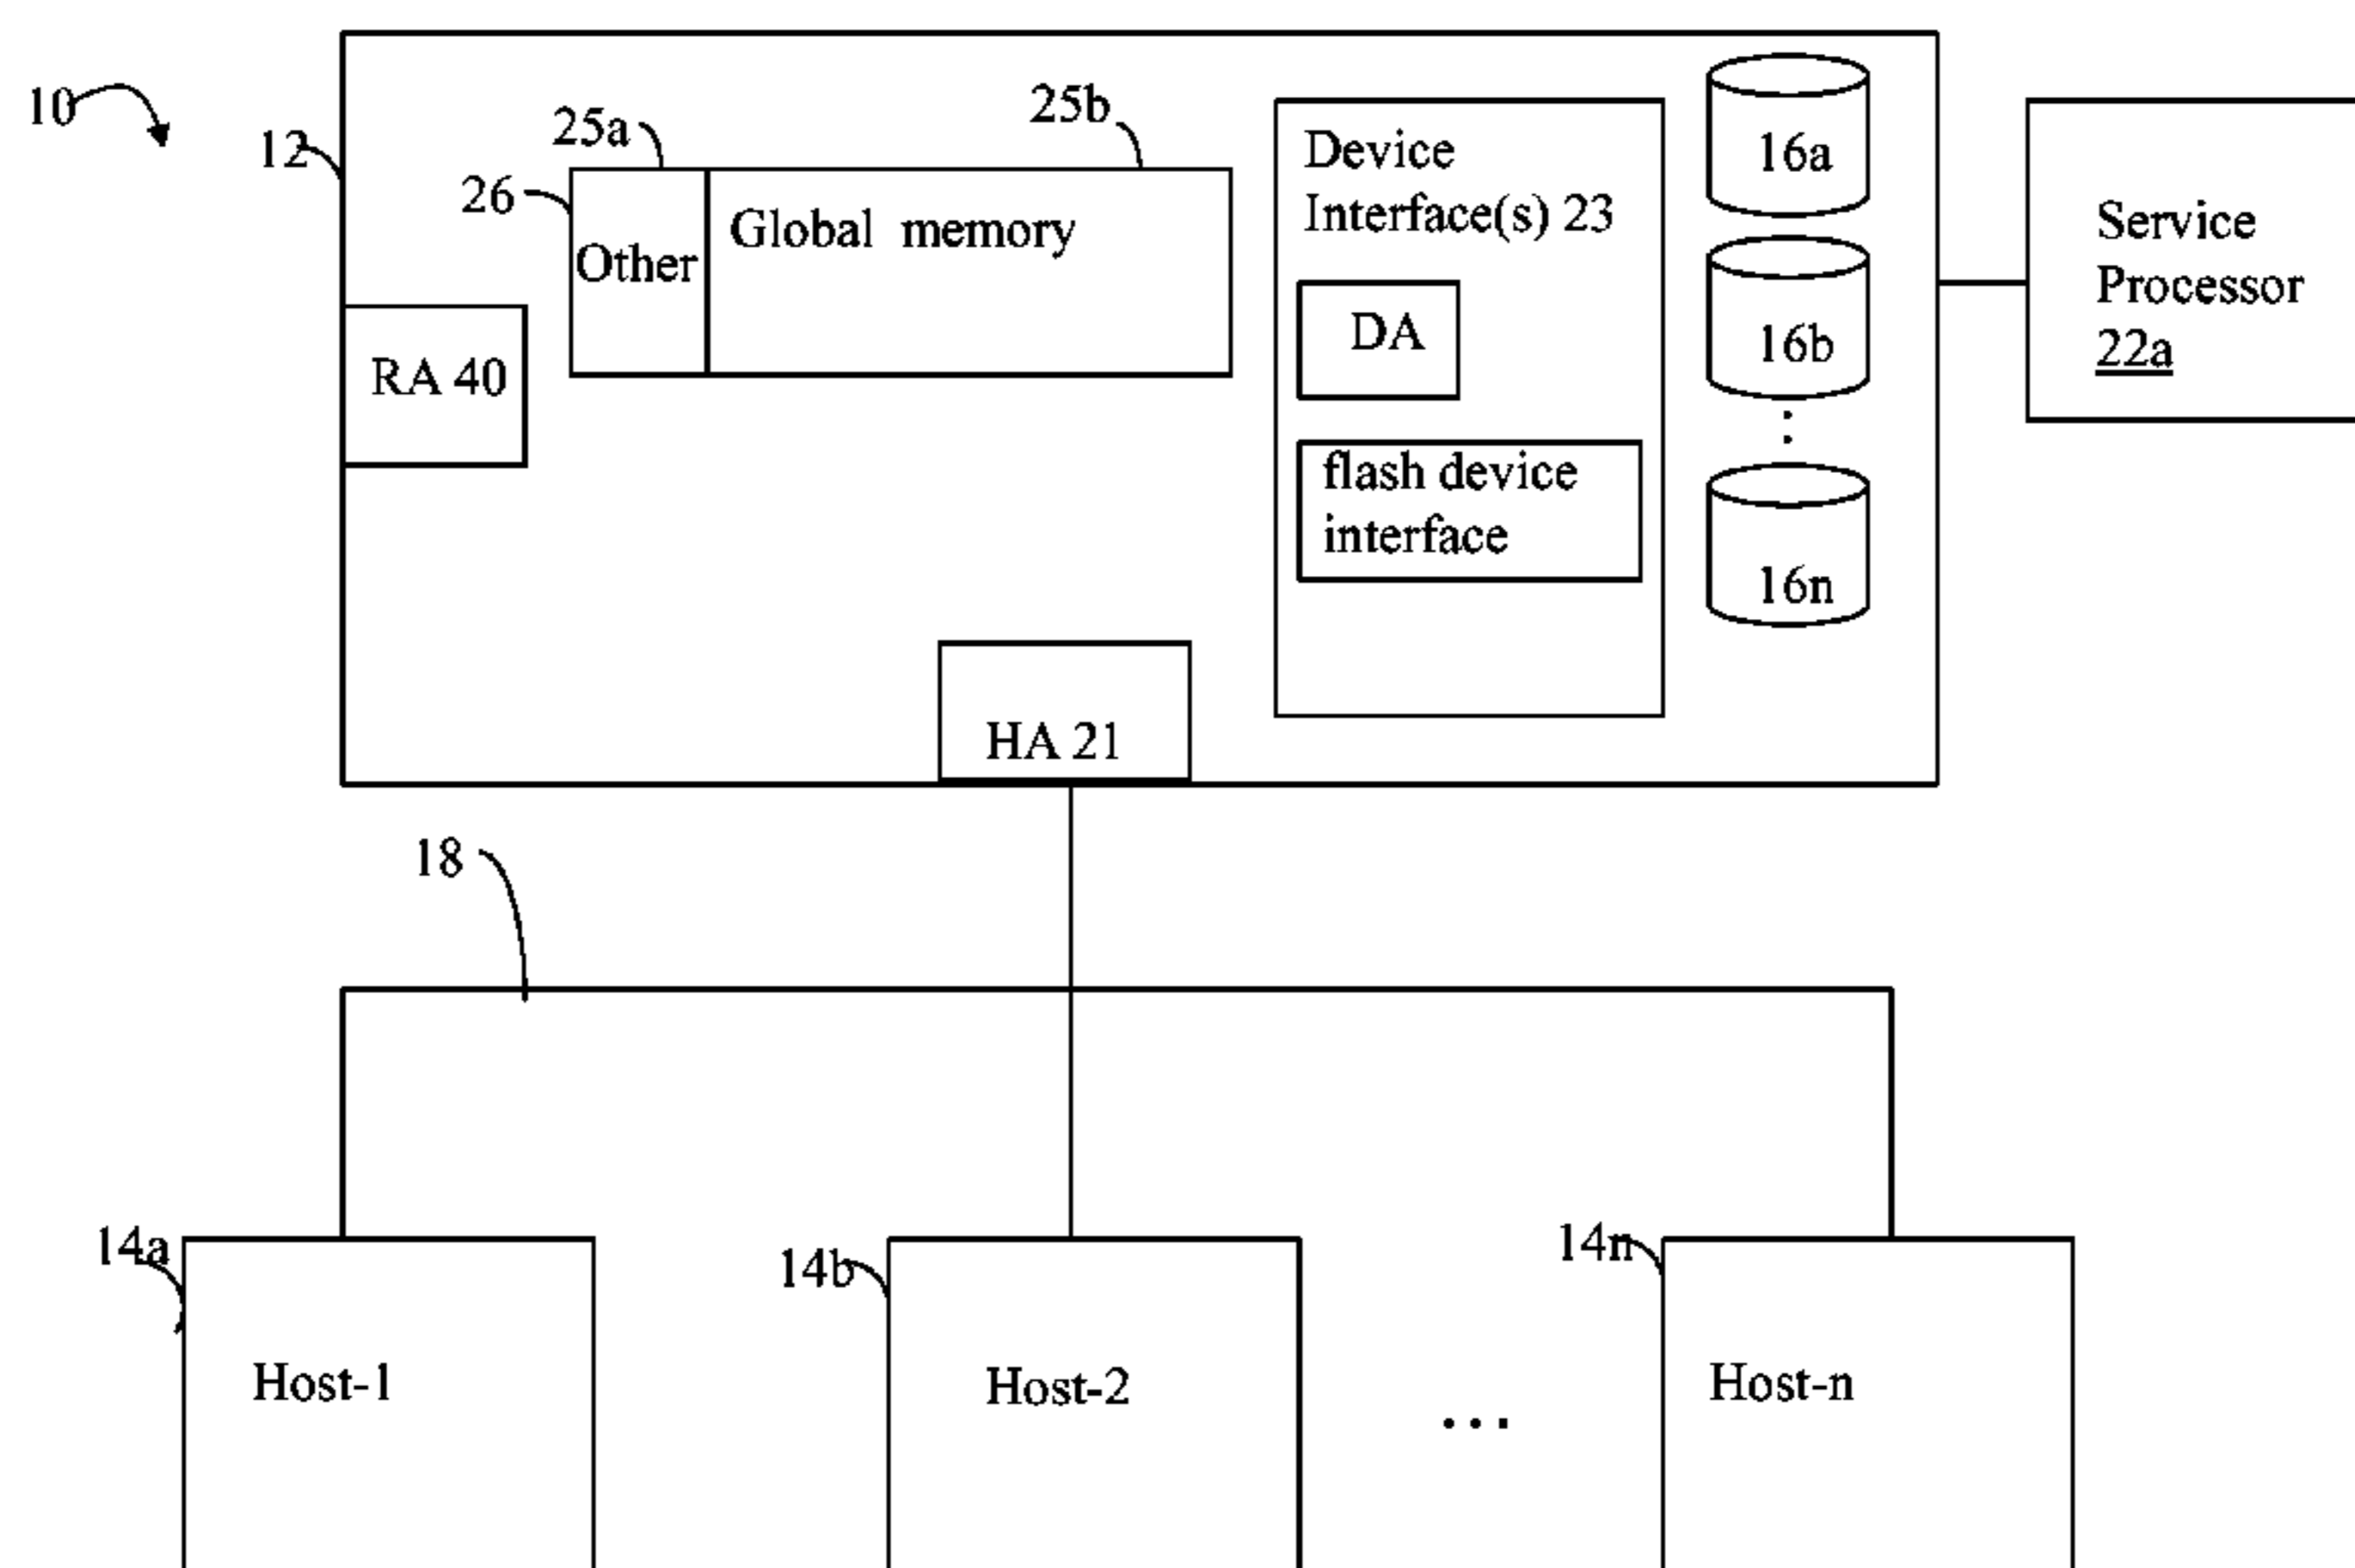 10
12
25a
25b
26
Other
Global memory
RA 40
Device
Interface(s) 23
DA
flash device
interface
16a
16b
16n
Service
Processor
22a
HA 21
18
14a
14b
14n
Host-1
Host-2
Host-n